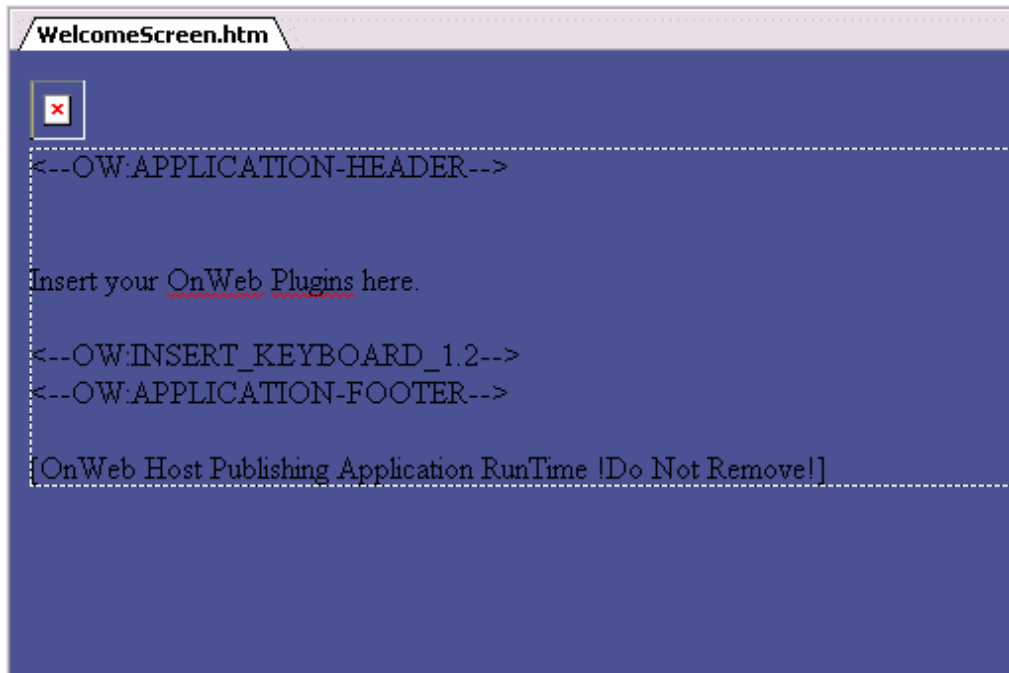 WelcomeScreen.htm
<--OW:APPLICATION-HEADER-->
Insert your OnWeb Plugins here.
<--OW:INSERT_KEYBOARD_1.2-->
<--OW:APPLICATION-FOOTER-->
[OnWeb Host Publishing Application RunTime !Do Not Remove!]